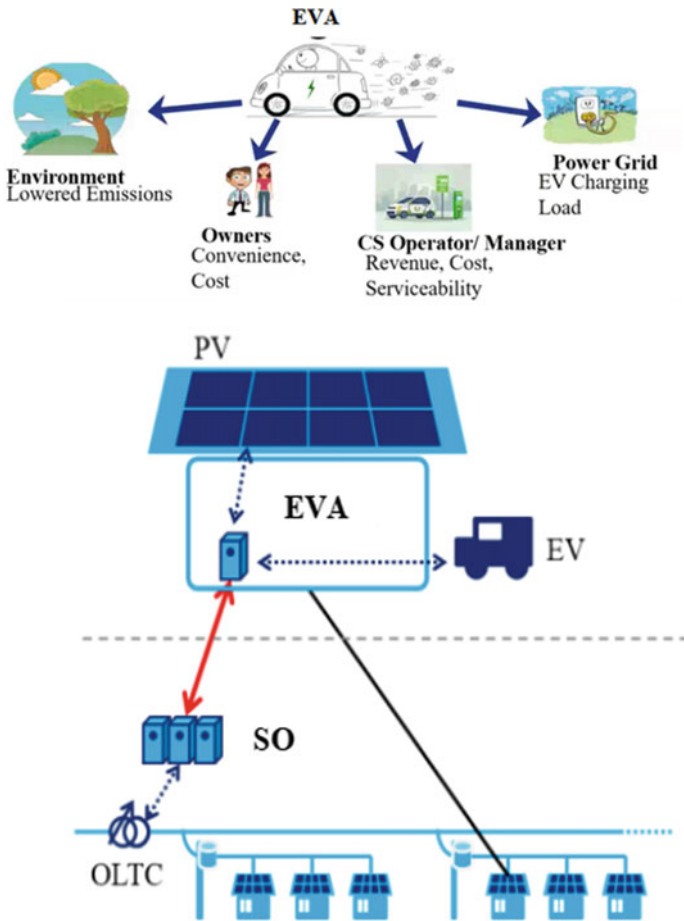 EVA
Environment
Lowered Emissions
Owners
Convenience,
Cost
CS Operator/ Manager
Revenue, Cost,
Serviceability
Power Grid
EV Charging
Load
PV
EVA
EV
SO
OLTC